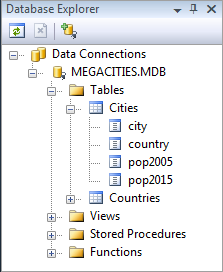 Database Explorer
Data Connections
MEGACITIES.MDB
Tables
Cities
city
country
pop2005
pop2015
Countries
Views
Stored Procedures
Functions